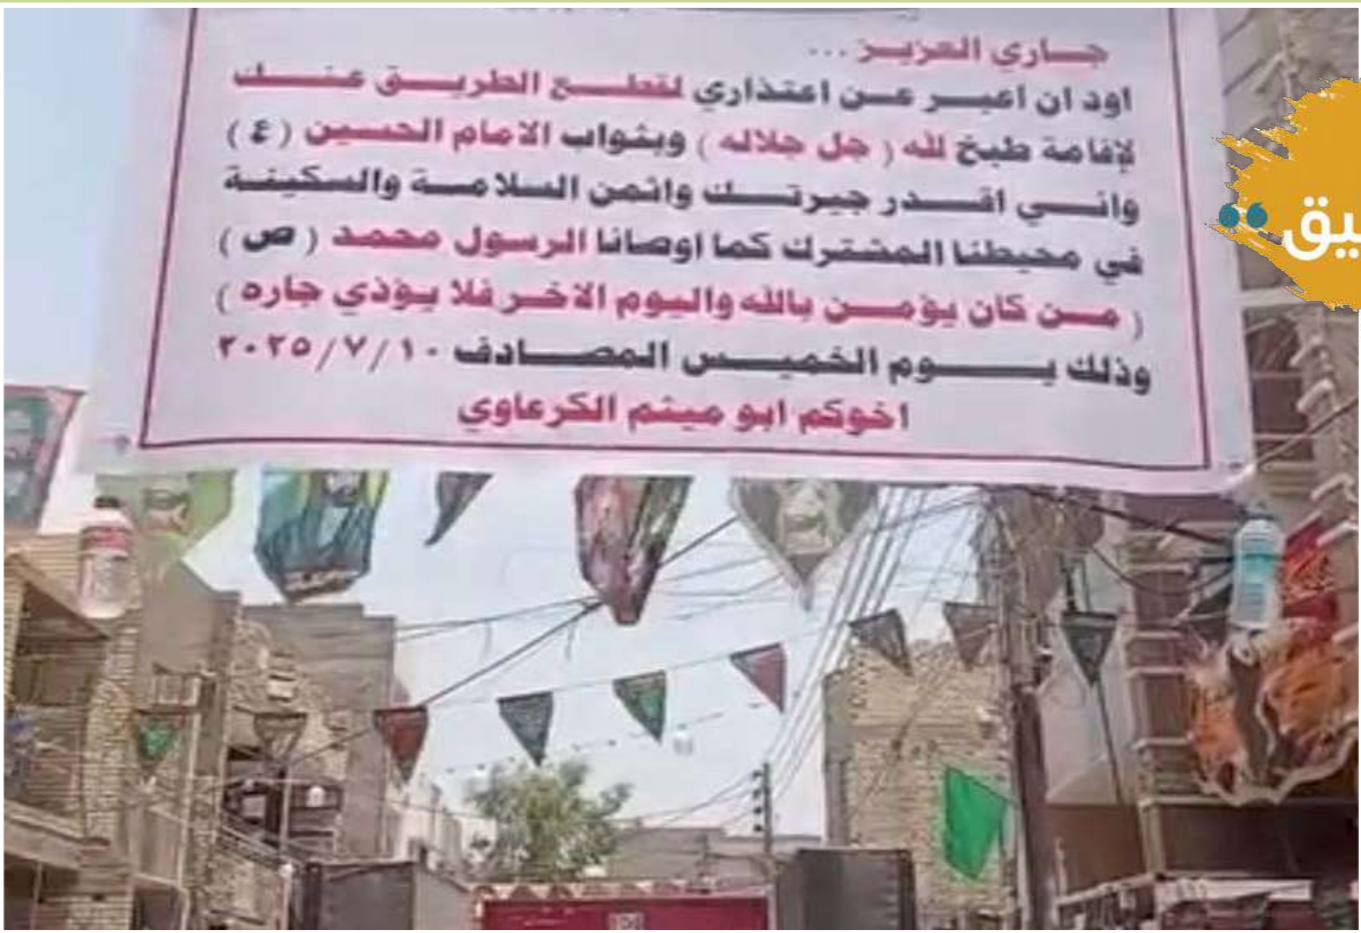 جاري العزيز ...
اود ان اعبر عن اعتذاري لقطع الطريق عنك
لإقامة طبخ لله ( جل جلاله ) وبثواب الامام الحسين ( ع )
واني اقدر جيرتك واثمن السلامة والسكينة
في محيطنا المشترك كما اوصانا الرسول محمد ( ص )
( من كان يؤمن بالله واليوم الاخر فلا يؤذي جاره )
وذلك يوم الخميس المصادف ٢٠٢٥/٧/١٠
اخوكم ابو ميثم الكرعاوي